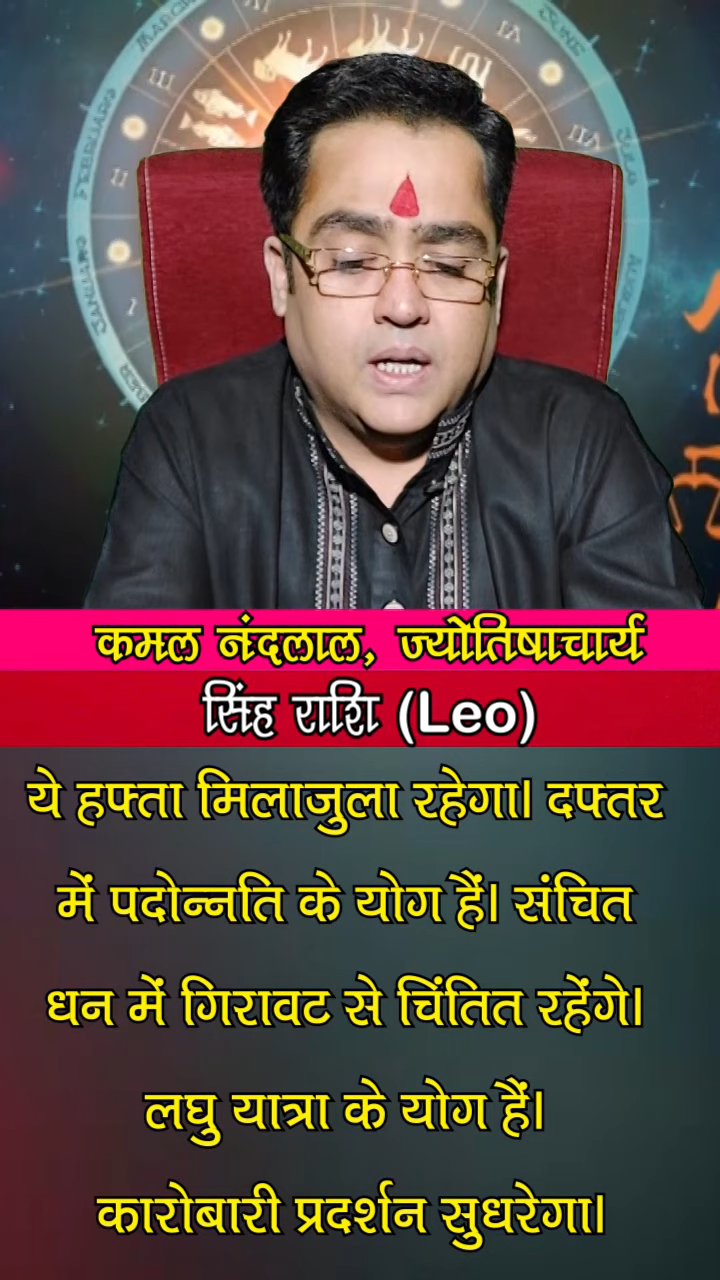 कमल नंदलाल, ज्योतिषाचार्य
सिंह राशि (Leo)
ये हफ्ता मिलाजुला रहेगा। दफ्तर
में पदोन्नति के योग हैं। संचित
धन में गिरावट से चिंतित रहेंगे।
लघु यात्रा के योग हैं।
कारोबारी प्रदर्शन सुधरेगा।